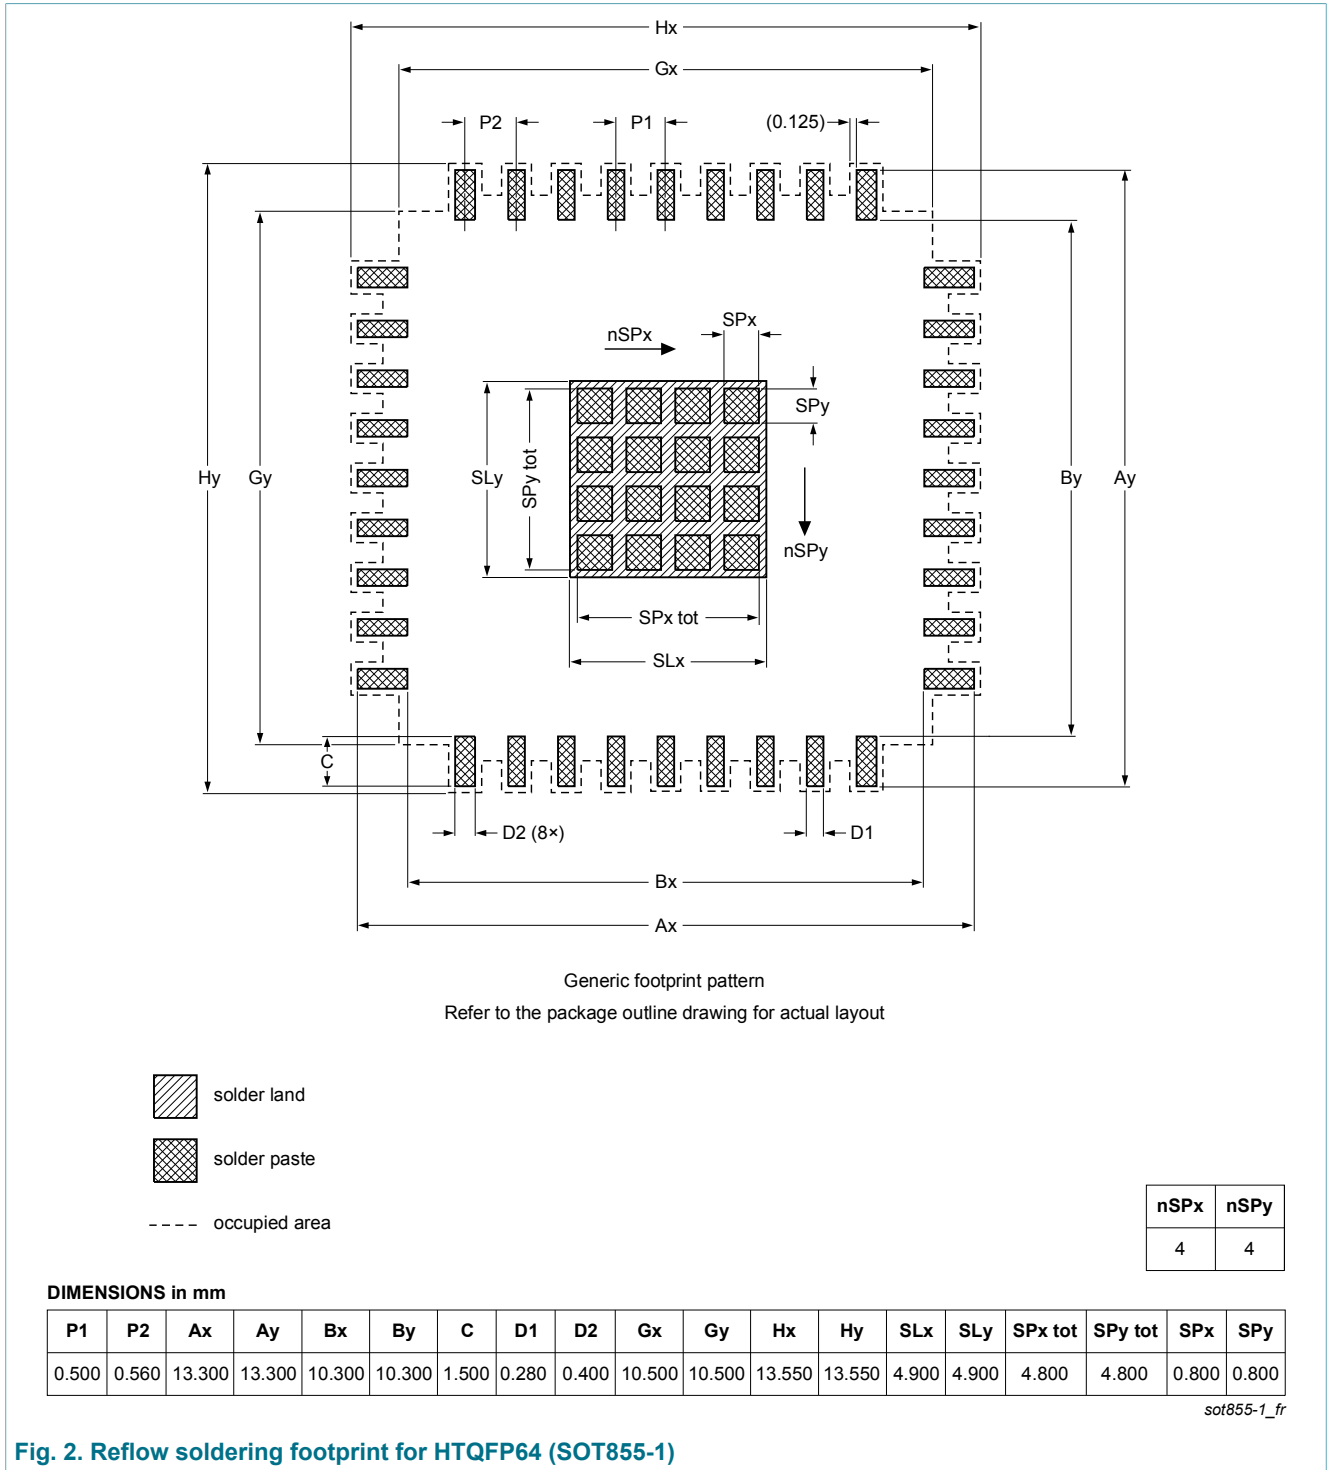 Hx
Gx
P2
P1
(0.125)
SPx
nSPx
SPy
Hy
Gy
SLy
SPy tot
By
Ay
nSPy
SPx tot
SLx
C
D2 (8×)
D1
Bx
Ax
Generic footprint pattern
Refer to the package outline drawing for actual layout
solder land
solder paste
occupied area
nSPx nSPy
4 4
DIMENSIONS in mm
P1 P2 Ax Ay Bx By C D1 D2 Gx Gy Hx Hy SLx SLy SPx tot SPy tot SPx SPy
0.500 0.560 13.300 13.300 10.300 10.300 1.500 0.280 0.400 10.500 10.500 13.550 13.550 4.900 4.900 4.800 4.800 0.800 0.800
sot855-1_fr
Fig. 2. Reflow soldering footprint for HTQFP64 (SOT855-1)